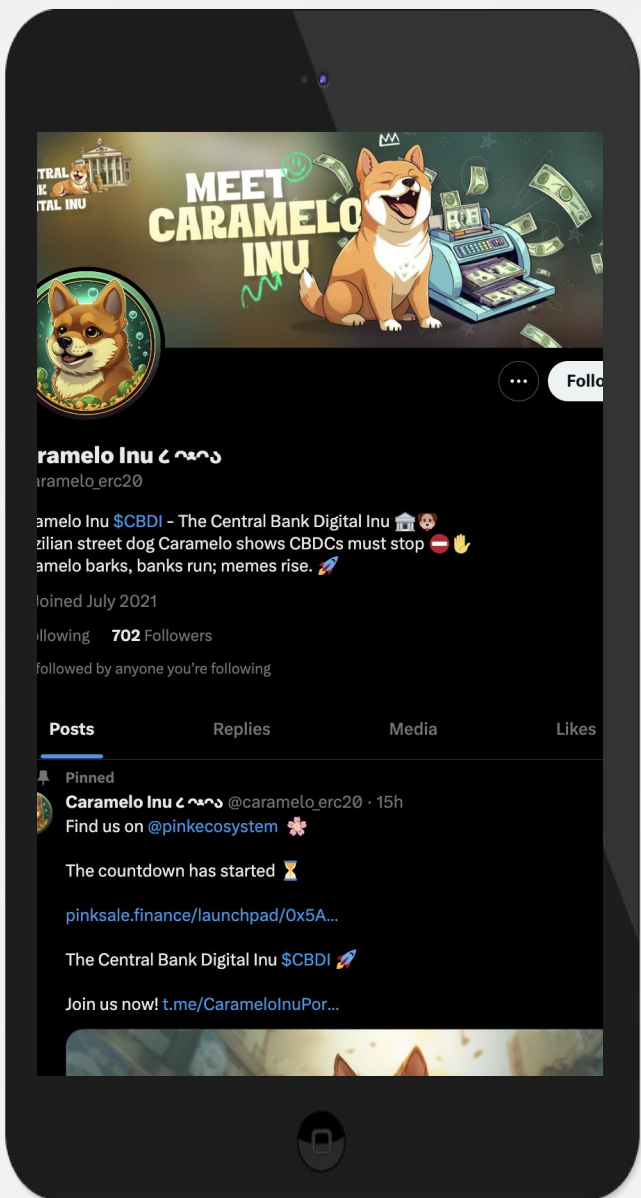 TRAL
K
TAL INU
MEET
CARAMELO
INU
Follo
ramelo Inu
aramelo_erc20
amelo Inu $CBDI - The Central Bank Digital Inu 🏛️🐶
zilian street dog Caramelo shows CBDCs must stop ⛔✋
amelo barks, banks run; memes rise. 🚀
Joined July 2021
ollowing 702 Followers
followed by anyone you’re following
Posts Replies Media Likes
Pinned
Caramelo Inu @caramelo_erc20 · 15h
Find us on @pinkecosystem 🌸
The countdown has started ⏳
pinksale.finance/launchpad/0x5A...
The Central Bank Digital Inu $CBDI 🚀
Join us now! t.me/CarameloInuPor...